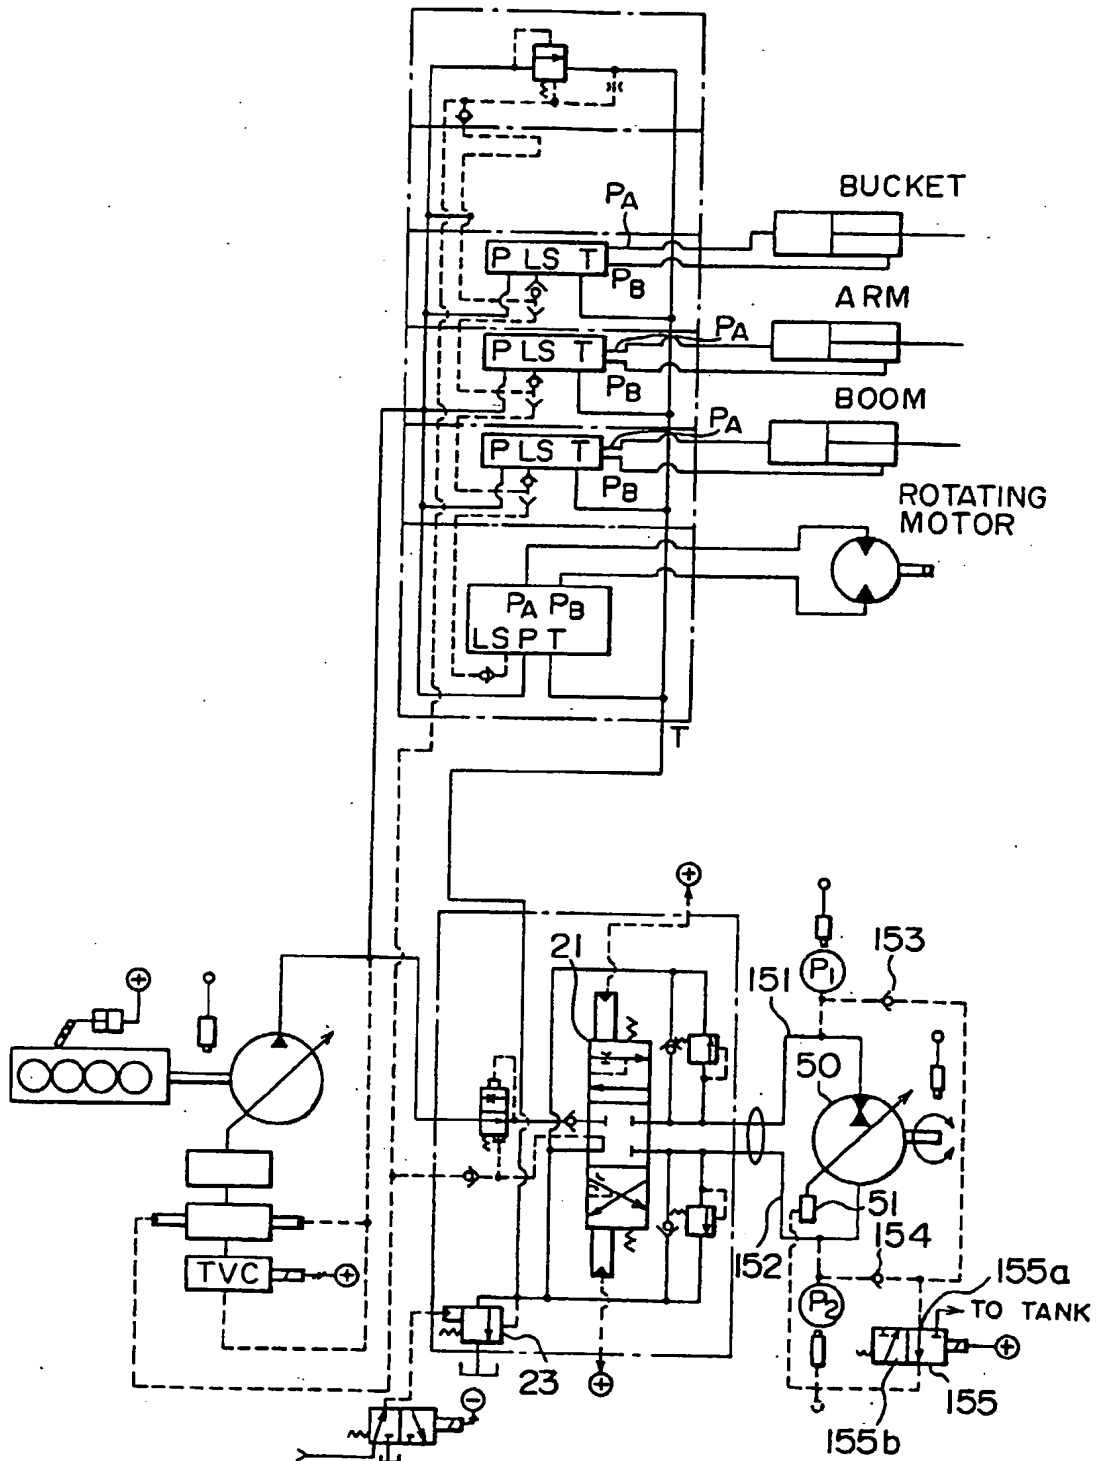 BUCKET
PA
P LS T
PB
ARM
PA
P LS T
PB
BOOM
PA
P LS T
PB
ROTATING
MOTOR
PA PB
LS P T
T
21
P1
153
151
50
51
154
152
155a
TO TANK
P2
TVC
23
155
155b